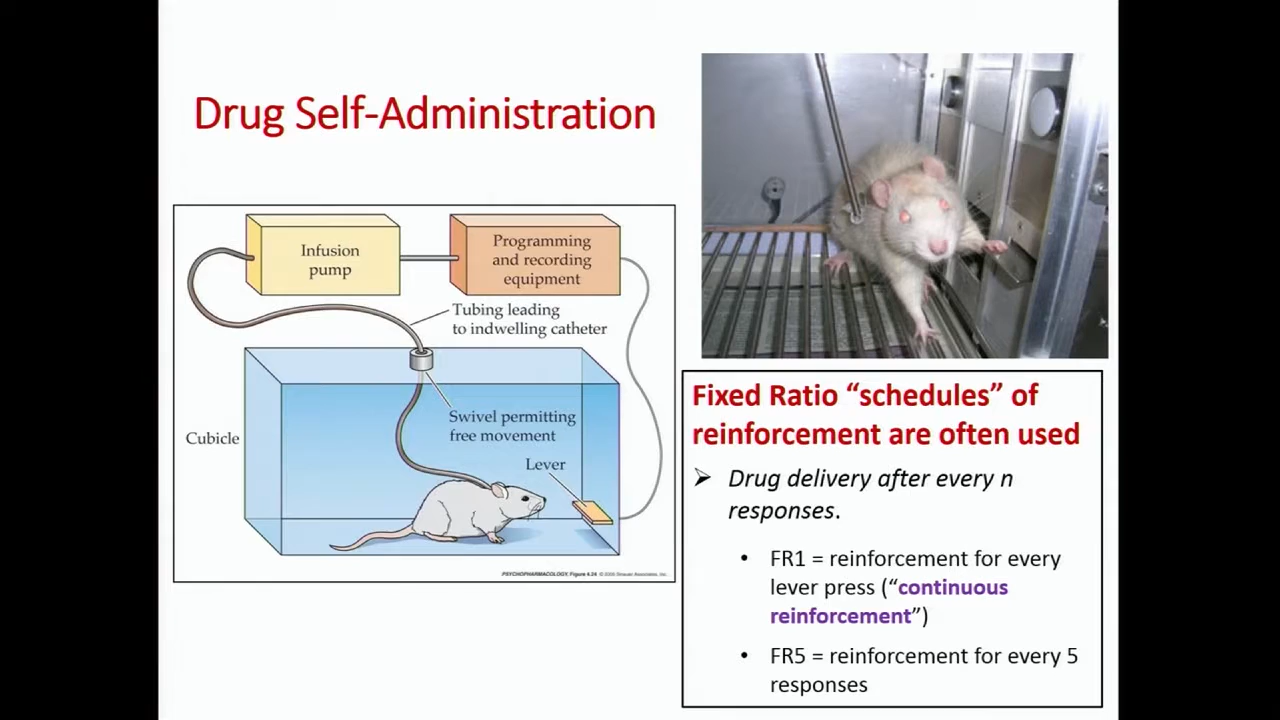 Drug Self-Administration
Infusion
pump
Programming
and recording
equipment
Tubing leading
to indwelling catheter
Swivel permitting
free movement
Cubicle
Lever
PSYCHOPHARMACOLOGY, Figure 4.24 © 2005 Sinauer Associates, Inc.
Fixed Ratio “schedules” of
reinforcement are often used
➢ Drug delivery after every n
responses.
• FR1 = reinforcement for every
lever press (“continuous
reinforcement”)
• FR5 = reinforcement for every 5
responses